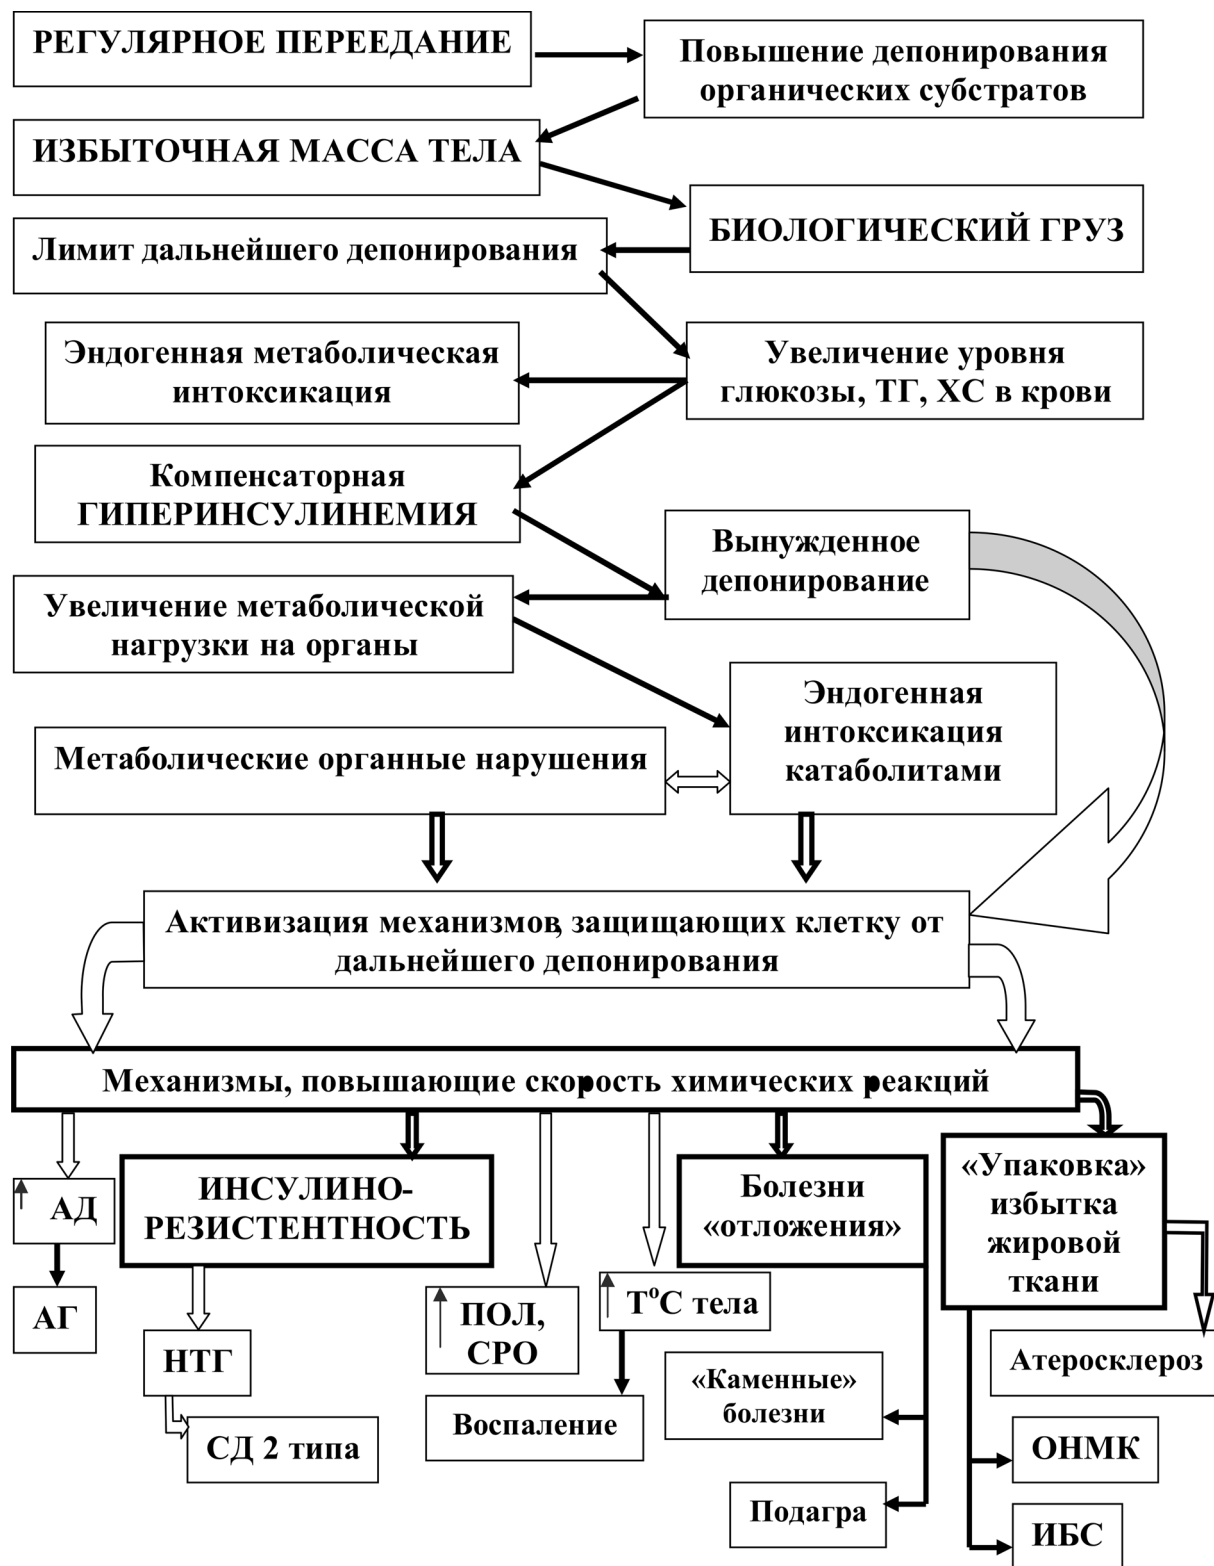 РЕГУЛЯРНОЕ ПЕРЕЕДАНИЕ
Повышение депонирования
органических субстратов
ИЗБЫТОЧНАЯ МАССА ТЕЛА
БИОЛОГИЧЕСКИЙ ГРУЗ
Лимит дальнейшего депонирования
Увеличение уровня
глюкозы, ТГ, ХС в крови
Эндогенная метаболическая
интоксикация
Компенсаторная
ГИПЕРИНСУЛИНЕМИЯ
Вынужденное
депонирование
Увеличение метаболической
нагрузки на органы
Эндогенная
интоксикация
катаболитами
Метаболические органные нарушения
Активизация механизмов, защищающих клетку от
дальнейшего депонирования
Механизмы, повышающие скорость химических реакций
АД
АГ
ИНСУЛИНО-
РЕЗИСТЕНТНОСТЬ
НТГ
СД 2 типа
ПОЛ,
СРО
Т°С тела
Воспаление
Болезни
«отложения»
«Каменные»
болезни
Подагра
«Упаковка»
избытка
жировой
ткани
Атеросклероз
ОНМК
ИБС